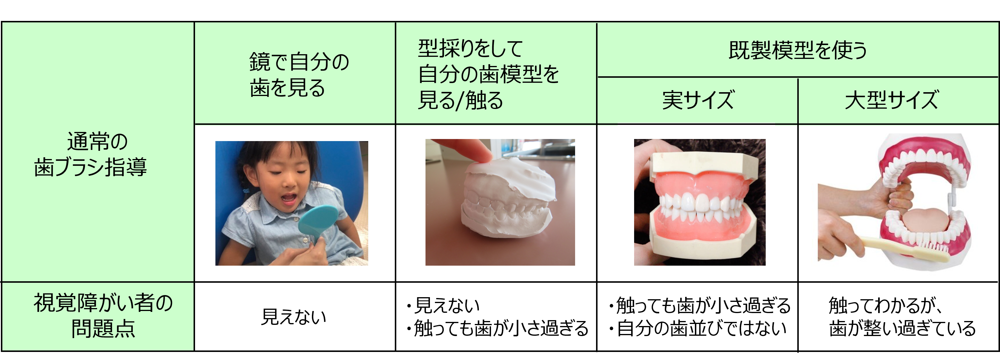 通常の
歯ブラシ指導
鏡で自分の
歯を見る
型採りをして
自分の歯模型を
見る/触る
既製模型を使う
実サイズ
大型サイズ
視覚障がい者の
問題点
見えない
・見えない
・触っても歯が小さ過ぎる
・触っても歯が小さ過ぎる
・自分の歯並びではない
触ってわかるが、
歯が整い過ぎている